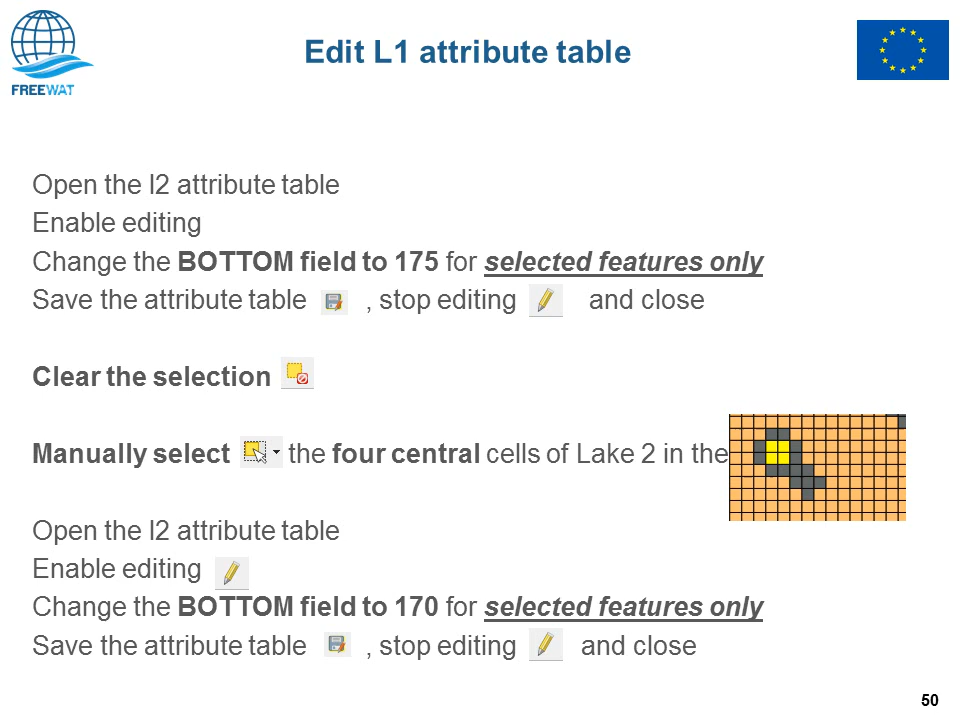 FREEWAT
Edit L1 attribute table
Open the l2 attribute table
Enable editing
Change the BOTTOM field to 175 for selected features only
Save the attribute table , stop editing and close
Clear the selection
Manually select the four central cells of Lake 2 in the
Open the l2 attribute table
Enable editing
Change the BOTTOM field to 170 for selected features only
Save the attribute table , stop editing and close
50